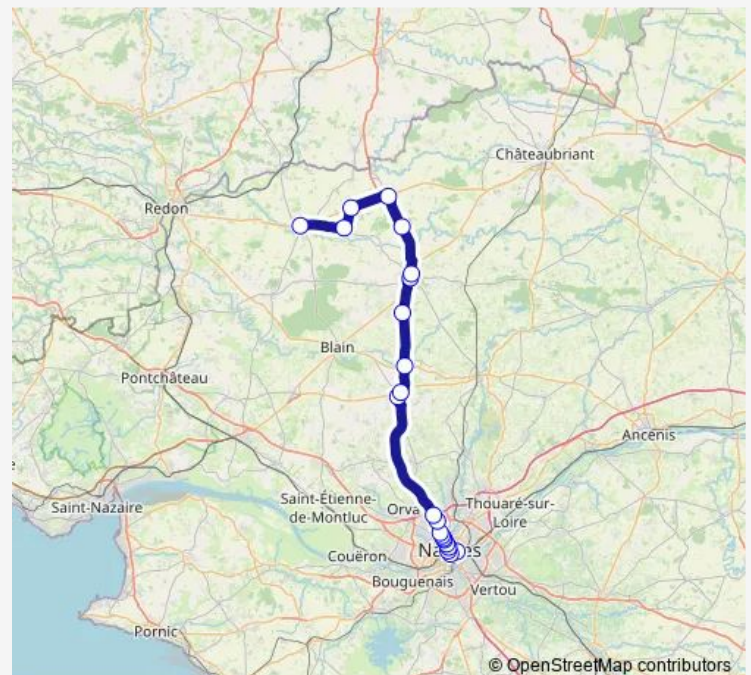 Châteaubriant
Redon
Blain
Pontchâteau
Ancenis
Saint-Nazaire
Saint-Étienne-
de-Montluc
Orva
Thouaré-sur-
Loire
Couëron
Bouguenais
Vertou
Pornic
© OpenStreetMap contributors